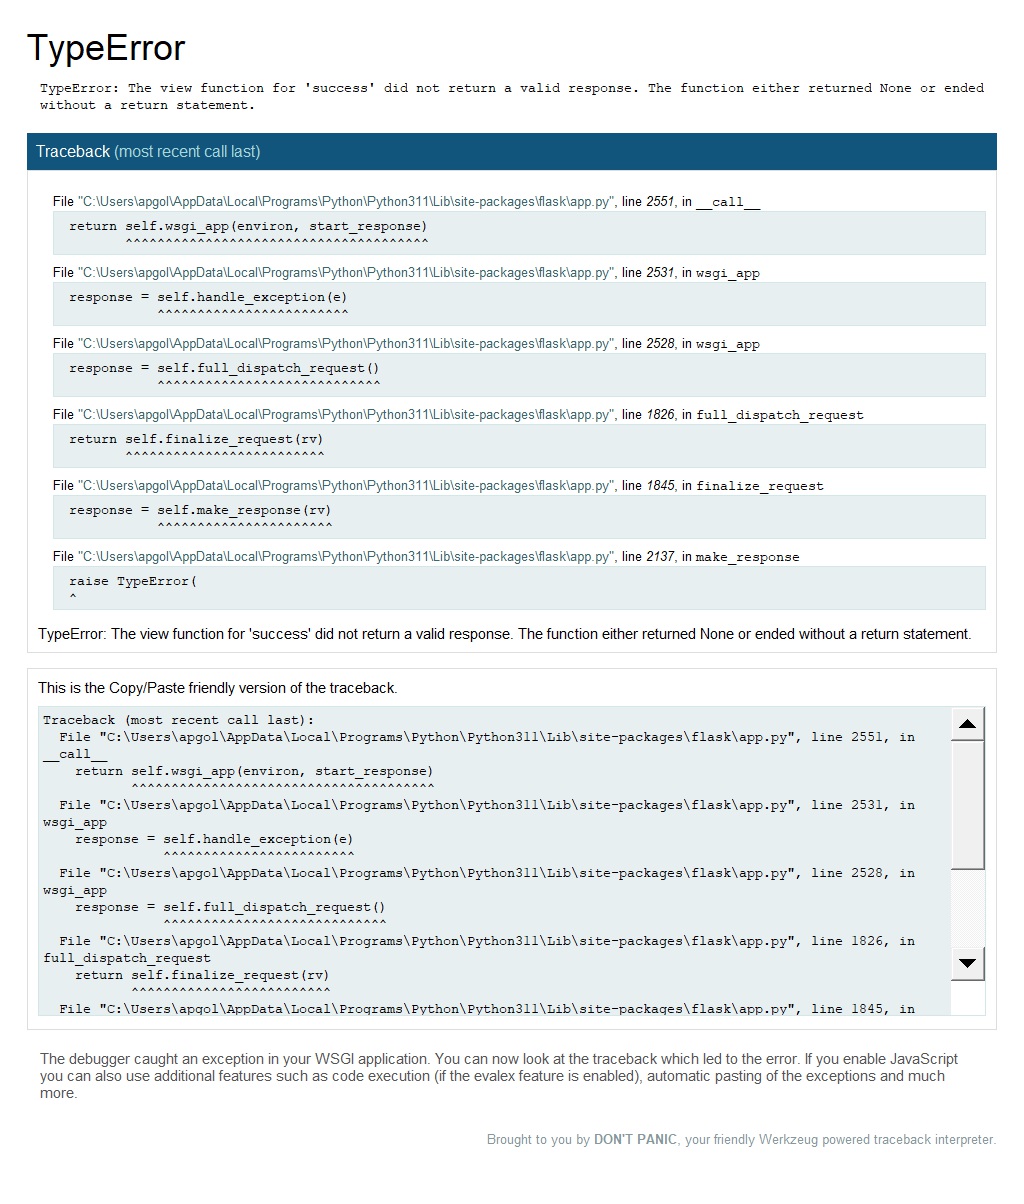 TypeError
TypeError: The view function for 'success' did not return a valid response. The function either returned None or ended
without a return statement.
Traceback (most recent call last)
File "C:\Users\apgol\AppData\Local\Programs\Python\Python311\Lib\site-packages\flask\app.py", line 2551, in __call__
return self.wsgi_app(environ, start_response)
^^^^^^^^^^^^^^^^^^^^^^^^^^^^^^^^^^^^^^
File "C:\Users\apgol\AppData\Local\Programs\Python\Python311\Lib\site-packages\flask\app.py", line 2531, in wsgi_app
response = self.handle_exception(e)
^^^^^^^^^^^^^^^^^^^^^^^^
File "C:\Users\apgol\AppData\Local\Programs\Python\Python311\Lib\site-packages\flask\app.py", line 2528, in wsgi_app
response = self.full_dispatch_request()
^^^^^^^^^^^^^^^^^^^^^^^^^^^^
File "C:\Users\apgol\AppData\Local\Programs\Python\Python311\Lib\site-packages\flask\app.py", line 1826, in full_dispatch_request
return self.finalize_request(rv)
^^^^^^^^^^^^^^^^^^^^^^^^^
File "C:\Users\apgol\AppData\Local\Programs\Python\Python311\Lib\site-packages\flask\app.py", line 1845, in finalize_request
response = self.make_response(rv)
^^^^^^^^^^^^^^^^^^^^^^
File "C:\Users\apgol\AppData\Local\Programs\Python\Python311\Lib\site-packages\flask\app.py", line 2137, in make_response
raise TypeError(
^
TypeError: The view function for 'success' did not return a valid response. The function either returned None or ended without a return statement.
This is the Copy/Paste friendly version of the traceback.
Traceback (most recent call last):
File "C:\Users\apgol\AppData\Local\Programs\Python\Python311\Lib\site-packages\flask\app.py", line 2551, in
__call__
return self.wsgi_app(environ, start_response)
^^^^^^^^^^^^^^^^^^^^^^^^^^^^^^^^^^^^^^
File "C:\Users\apgol\AppData\Local\Programs\Python\Python311\Lib\site-packages\flask\app.py", line 2531, in
wsgi_app
response = self.handle_exception(e)
^^^^^^^^^^^^^^^^^^^^^^^^
File "C:\Users\apgol\AppData\Local\Programs\Python\Python311\Lib\site-packages\flask\app.py", line 2528, in
wsgi_app
response = self.full_dispatch_request()
^^^^^^^^^^^^^^^^^^^^^^^^^^^^
File "C:\Users\apgol\AppData\Local\Programs\Python\Python311\Lib\site-packages\flask\app.py", line 1826, in
full_dispatch_request
return self.finalize_request(rv)
^^^^^^^^^^^^^^^^^^^^^^^^^
File "C:\Users\apgol\AppData\Local\Programs\Python\Python311\Lib\site-packages\flask\app.py", line 1845, in
The debugger caught an exception in your WSGI application. You can now look at the traceback which led to the error. If you enable JavaScript
you can also use additional features such as code execution (if the evalex feature is enabled), automatic pasting of the exceptions and much
more.
Brought to you by DON'T PANIC, your friendly Werkzeug powered traceback interpreter.